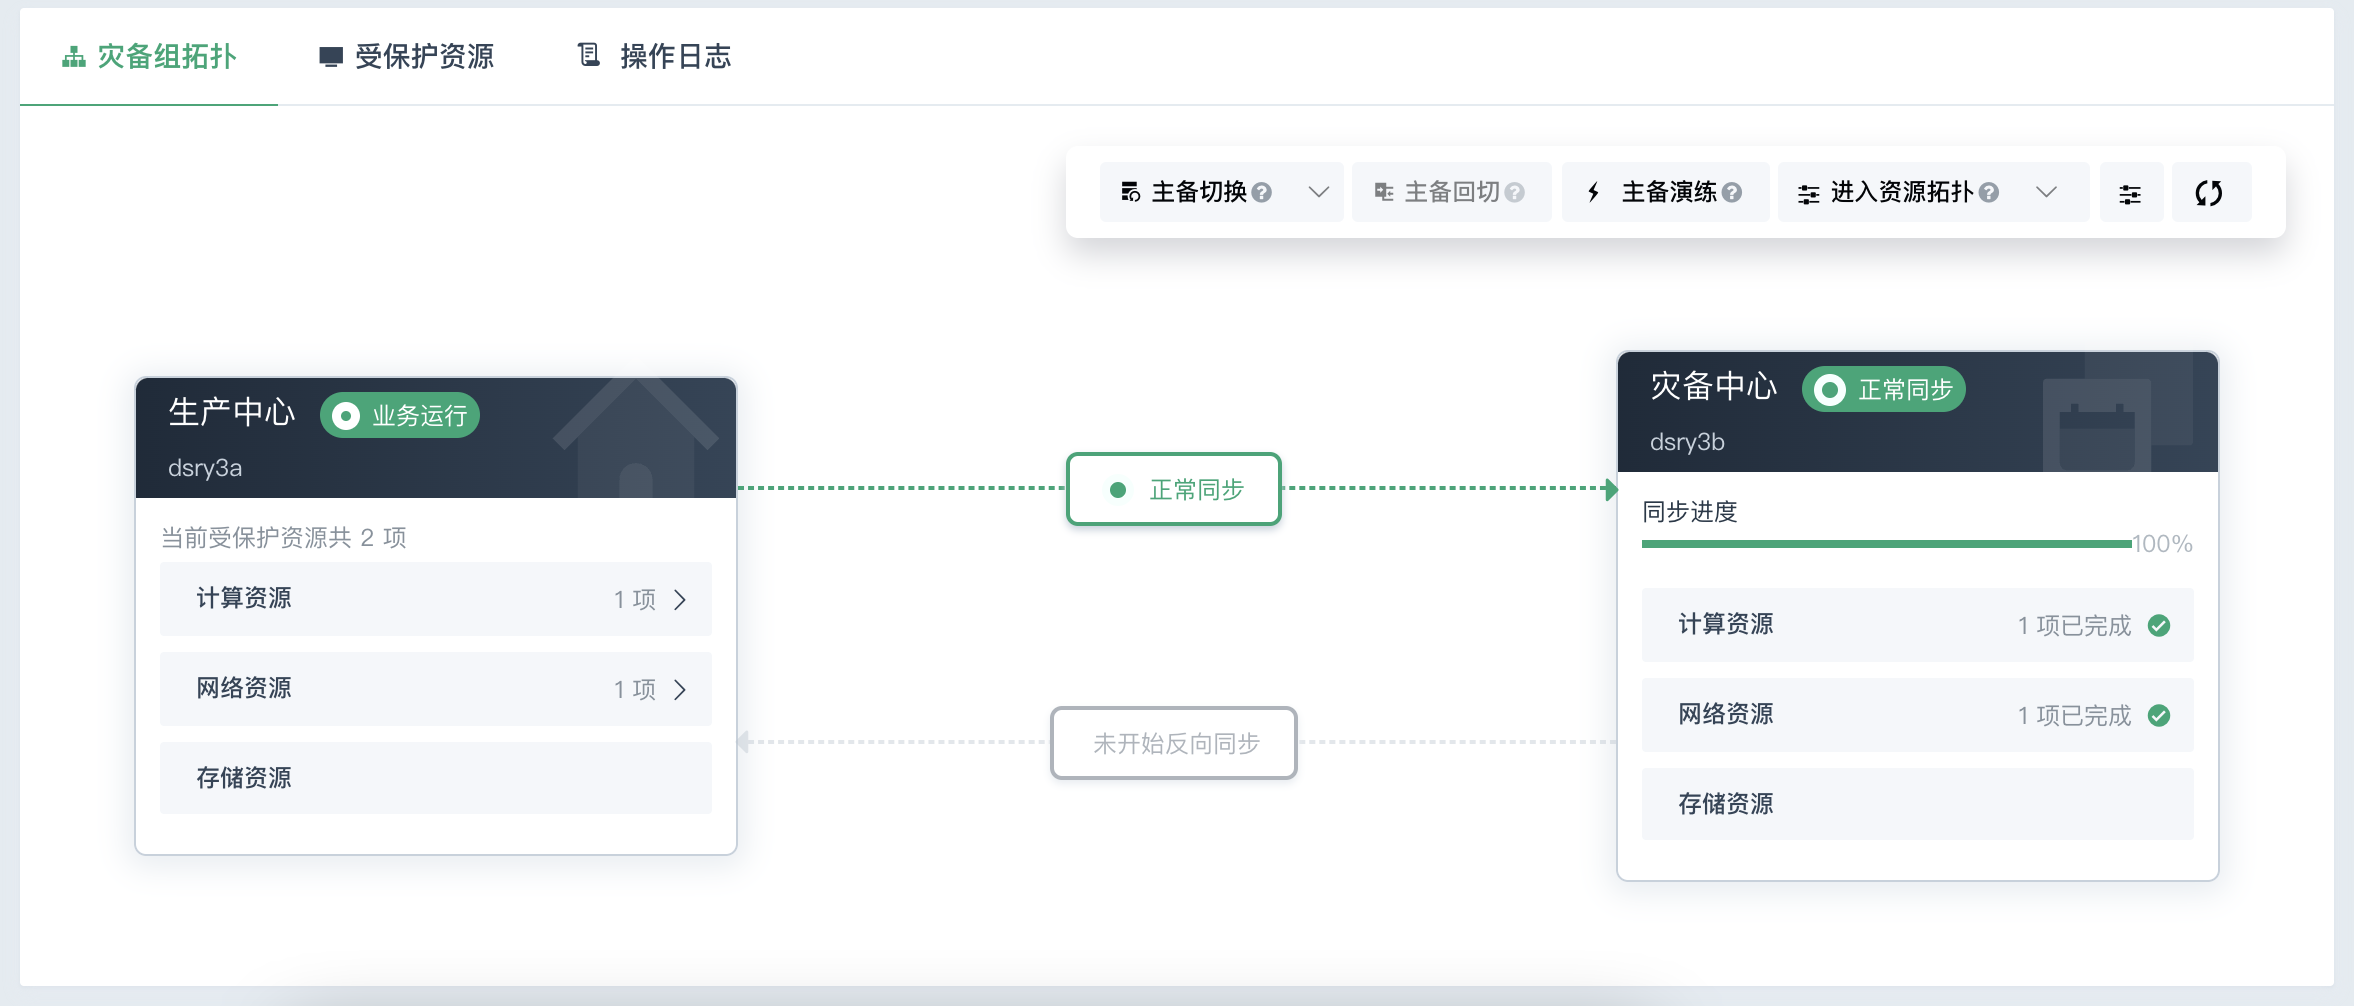 灾备组拓扑
受保护资源
操作日志
主备切换
主备回切
主备演练
进入资源拓扑
生产中心
业务运行
dsry3a
当前受保护资源共 2 项
计算资源
1 项
网络资源
1 项
存储资源
正常同步
未开始反向同步
灾备中心
正常同步
dsry3b
同步进度
100%
计算资源
1 项已完成
网络资源
1 项已完成
存储资源